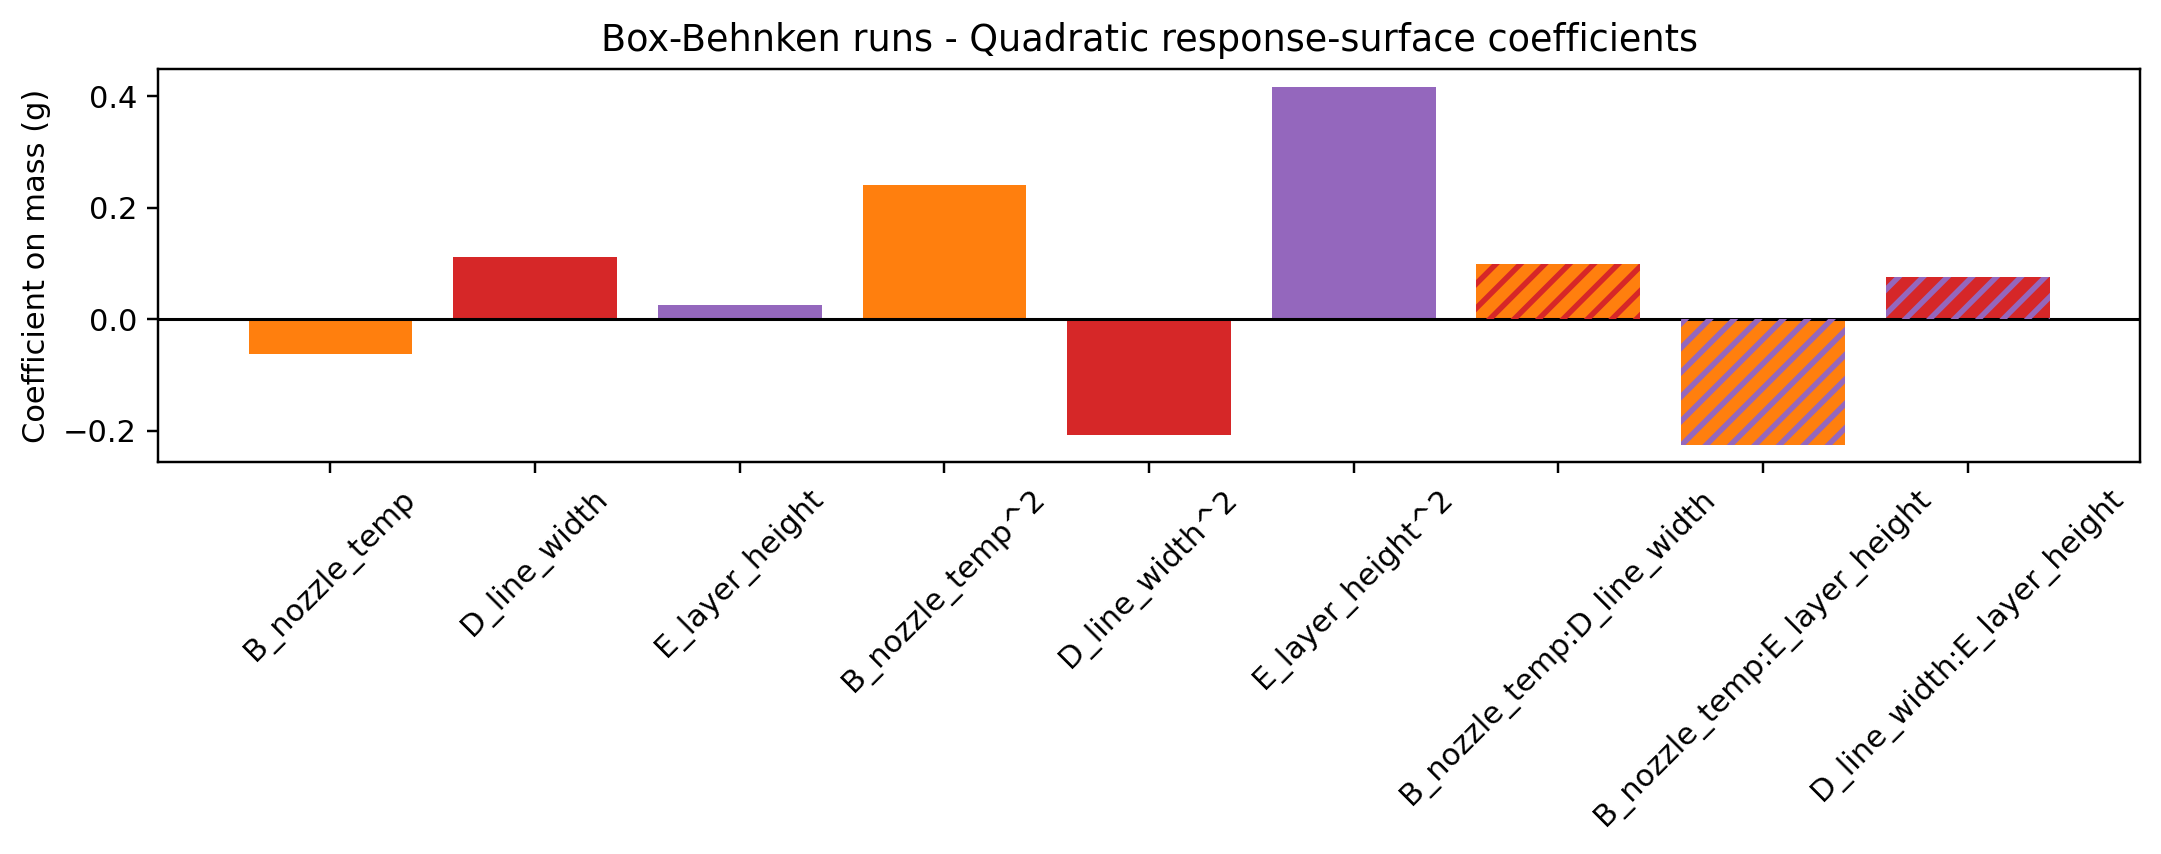 Box-Behnken runs - Quadratic response-surface coefficients
Coefficient on mass (g)
0.4
0.2
0.0
−0.2
B_nozzle_temp
D_line_width
E_layer_height
B_nozzle_temp^2
D_line_width^2
E_layer_height^2
B_nozzle_temp:D_line_width
B_nozzle_temp:E_layer_height
D_line_width:E_layer_height